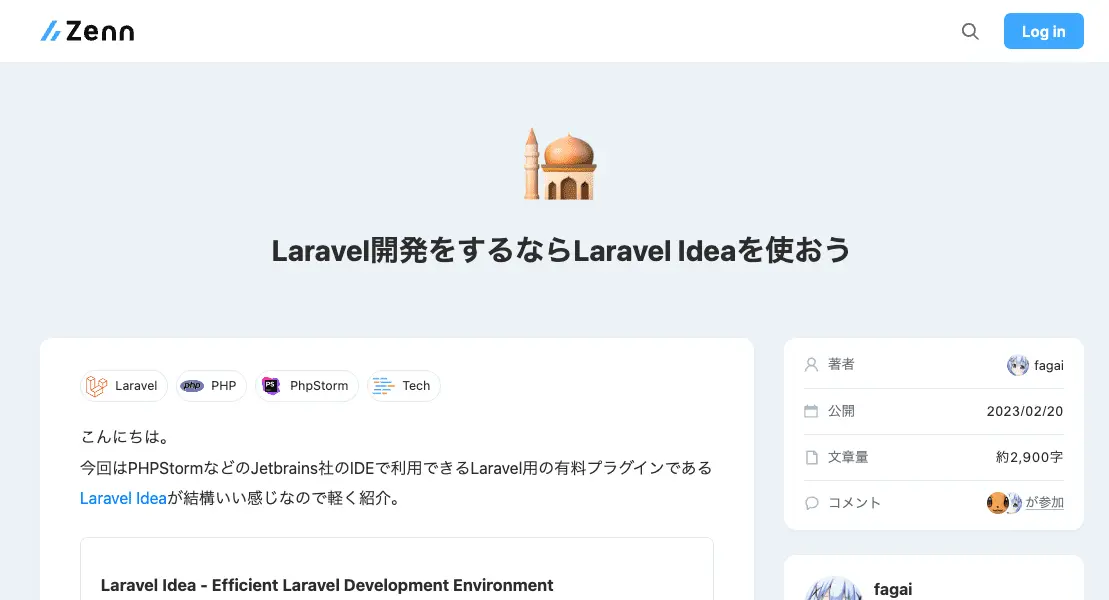 Zenn
Log in
Laravel開発をするならLaravel Ideaを使おう
Laravel
php PHP
PS PhpStorm
Tech
こんにちは。
今回はPHPStormなどのJetbrains社のIDEで利用できるLaravel用の有料プラグインである
Laravel Ideaが結構いい感じなので軽く紹介。
Laravel Idea - Efficient Laravel Development Environment
著者 fagai
公開 2023/02/20
文章量 約2,900字
コメント が参加
fagai